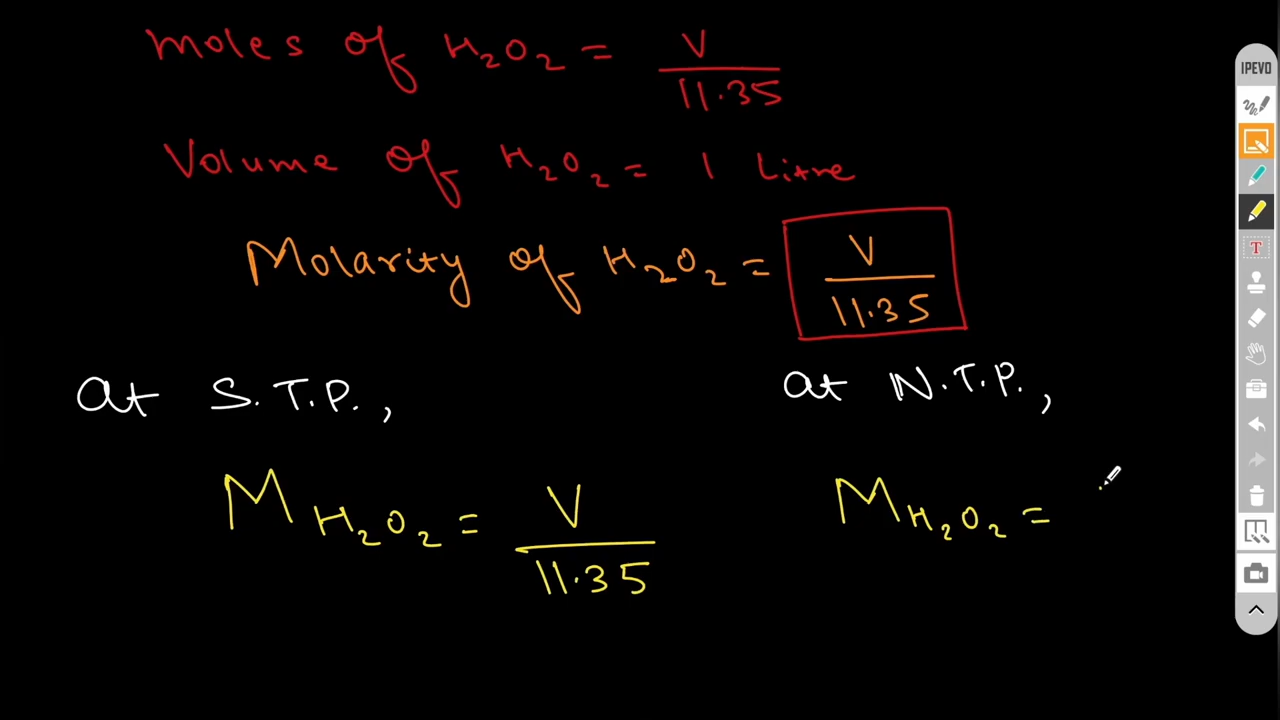 moles of H₂O₂ = V/11.35
Volume of H₂O₂ = 1 Litre
Molarity of H₂O₂ = V/11.35
at S.T.P.,
at N.T.P.,
M H₂O₂ = V/11.35
M H₂O₂ =
IPEVO
T